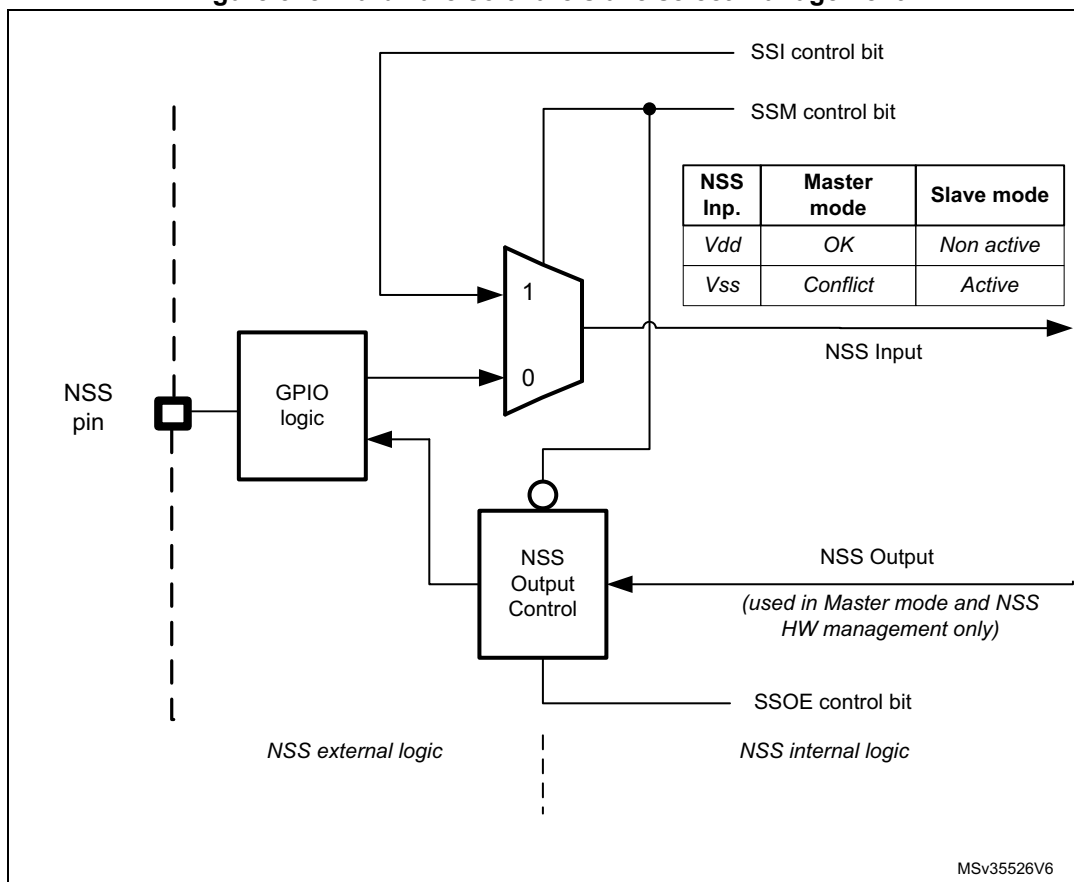 SSI control bit
SSM control bit
NSS Inp.
Master mode
Slave mode
Vdd
OK
Non active
Vss
Conflict
Active
1
0
NSS Input
NSS
pin
GPIO
logic
NSS
Output
Control
NSS Output
(used in Master mode and NSS
HW management only)
SSOE control bit
NSS external logic
NSS internal logic
MSv35526V6